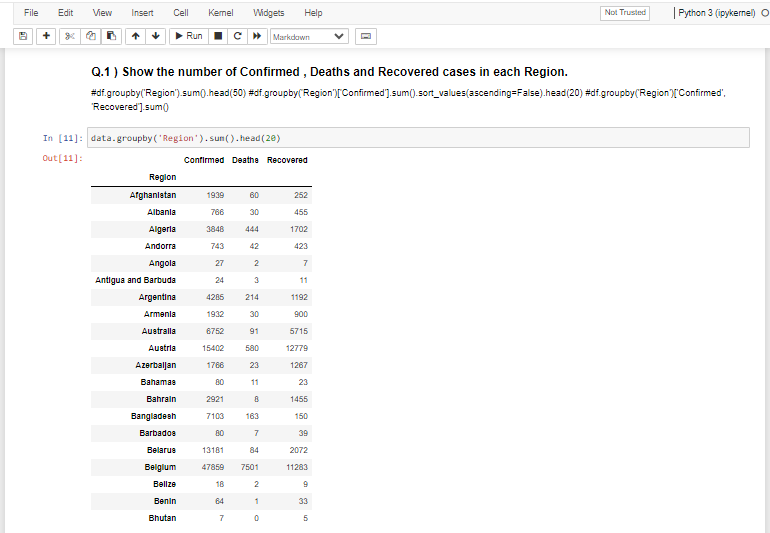 File Edit View Insert Cell Kernel Widgets Help Not Trusted Python 3 (ipykernel)
Run Markdown
Q.1 ) Show the number of Confirmed , Deaths and Recovered cases in each Region.
#df.groupby('Region').sum().head(50) #df.groupby('Region')['Confirmed'].sum().sort_values(ascending=False).head(20) #df.groupby('Region')['Confirmed',
'Recovered'].sum()
In [11]: data.groupby('Region').sum().head(20)
Out[11]: Confirmed Deaths Recovered
Region
Afghanistan 1939 60 252
Albania 766 30 455
Algeria 3848 444 1702
Andorra 743 42 423
Angola 27 2 7
Antigua and Barbuda 24 3 11
Argentina 4285 214 1192
Armenia 1932 30 900
Australia 6752 91 5715
Austria 15402 580 12779
Azerbaijan 1766 23 1267
Bahamas 80 11 23
Bahrain 2921 8 1455
Bangladesh 7103 163 150
Barbados 80 7 39
Belarus 13181 84 2072
Belgium 47859 7501 11283
Belize 18 2 9
Benin 64 1 33
Bhutan 7 0 5